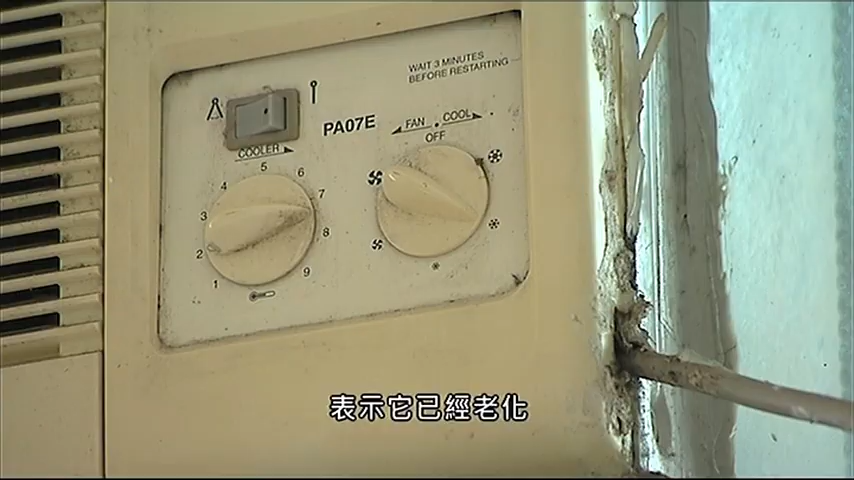 WAIT 3 MINUTES
BEFORE RESTARTING
PA07E
FAN COOL
OFF
COOLER
5
4 6
3 7
2 8
1 9
表示它已經老化